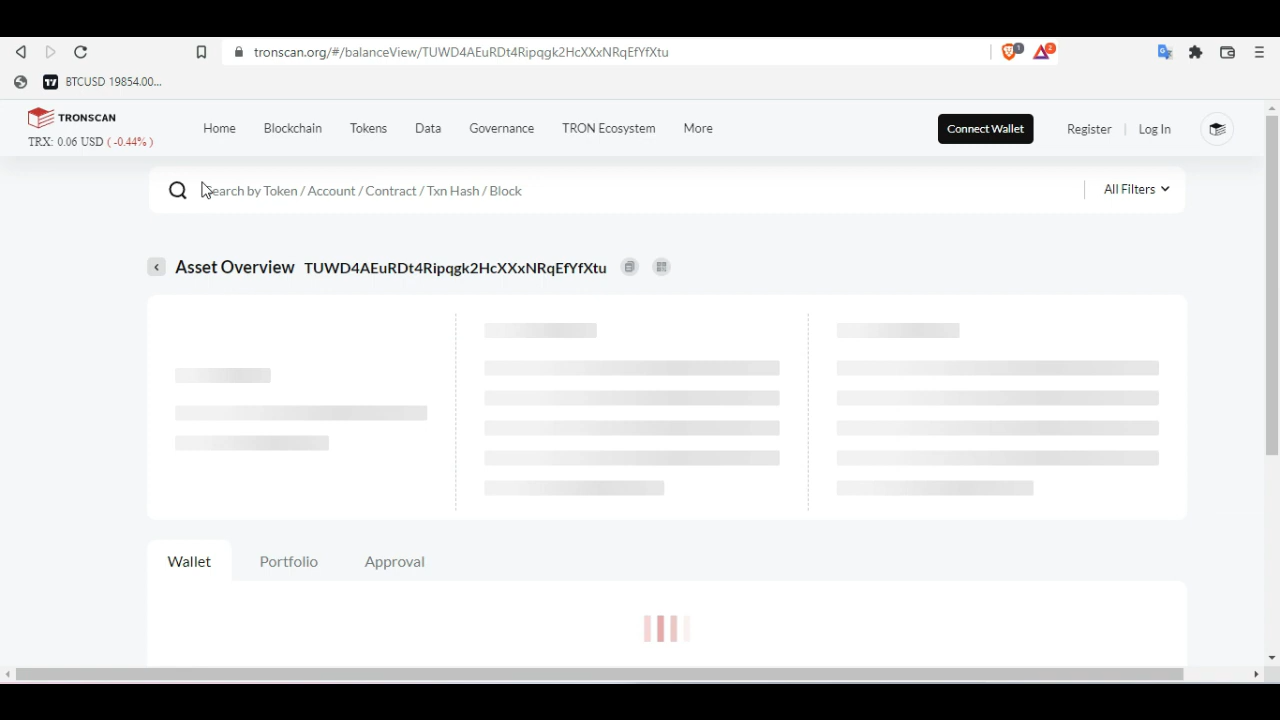 tronscan.org/#/balanceView/TUWD4AEuRDt4Ripqgk2HcXXxNRqEfYfXtu
1
2
BTCUSD 19854.00...
TRONSCAN
TRX: 0.06 USD ( -0.44% )
Home
Blockchain
Tokens
Data
Governance
TRON Ecosystem
More
Connect Wallet
Register
Log In
Search by Token / Account / Contract / Txn Hash / Block
All Filters
Asset Overview TUWD4AEuRDt4Ripqgk2HcXXxNRqEfYfXtu
Wallet
Portfolio
Approval